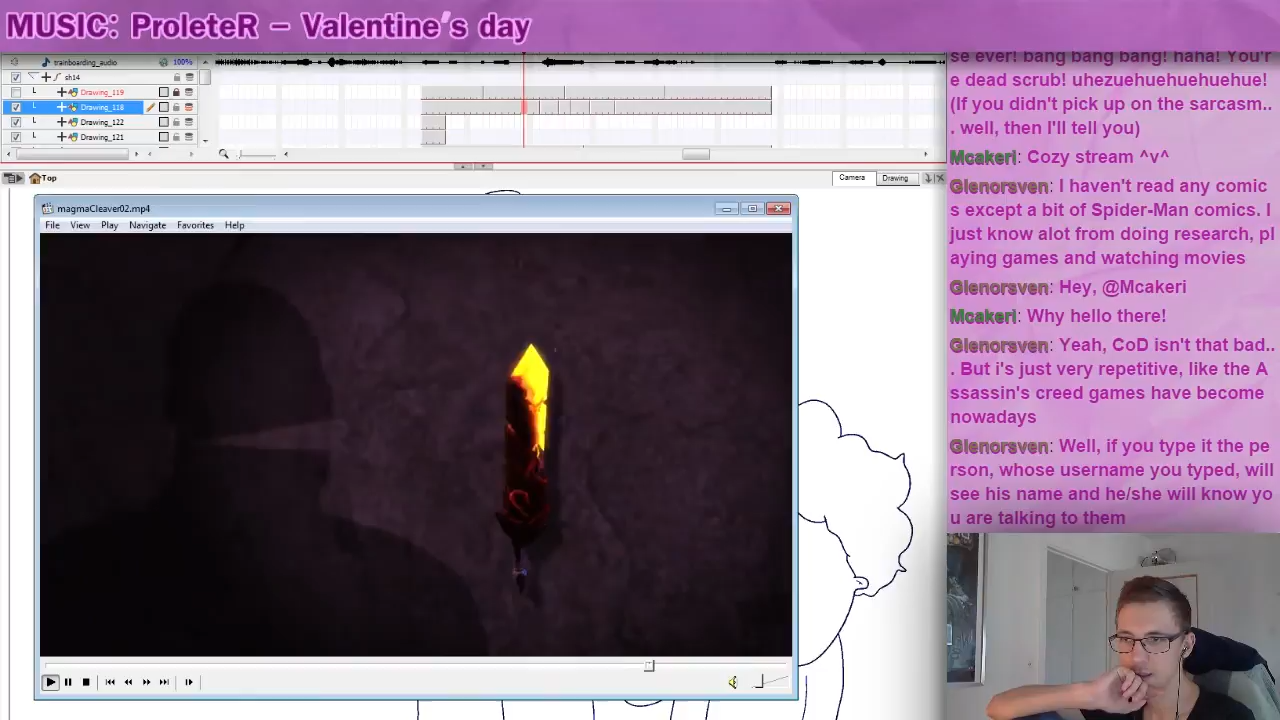 MUSIC: ProleteR – Valentine's day
trainboarding_audio
100%
sh14
Drawing_119
Drawing_118
Drawing_122
Drawing_121
Top
Camera
Drawing
magmaCleaver02.mp4
File View Play Navigate Favorites Help
se ever! bang bang bang! haha! You'r
e dead scrub! uhezuehuehuehuehue!
(If you didn't pick up on the sarcasm..
. well, then I'll tell you)
Mcakeri: Cozy stream ^v^
Glenorsven: I haven't read any comic
s except a bit of Spider-Man comics. I
just know alot from doing research, pl
aying games and watching movies
Glenorsven: Hey, @Mcakeri
Mcakeri: Why hello there!
Glenorsven: Yeah, CoD isn't that bad..
. But i's just very repetitive, like the A
ssassin's creed games have become
nowadays
Glenorsven: Well, if you type it the pe
rson, whose username you typed, will
see his name and he/she will know yo
u are talking to them